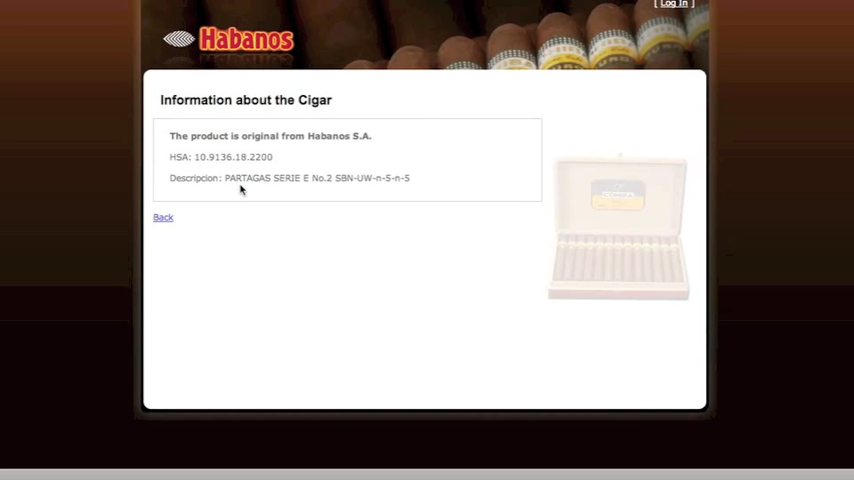 [ Log In ]
Habanos
Information about the Cigar
The product is original from Habanos S.A.
HSA: 10.9136.18.2200
Descripcion: PARTAGAS SERIE E No.2 SBN-UW-n-5-n-5
Back